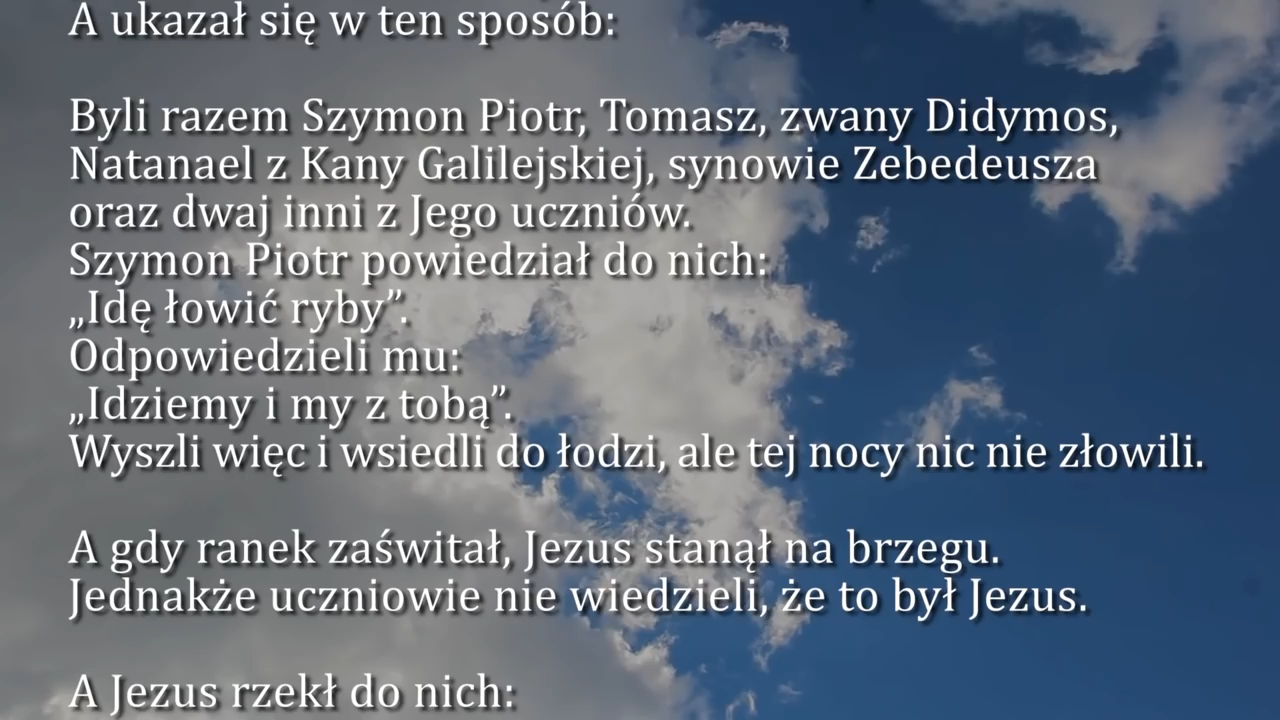 A ukazał się w ten sposób:
Byli razem Szymon Piotr, Tomasz, zwany Didymos,
Natanael z Kany Galilejskiej, synowie Zebedeusza
oraz dwaj inni z Jego uczniów.
Szymon Piotr powiedział do nich:
„Idę łowić ryby”.
Odpowiedzieli mu:
„Idziemy i my z tobą”.
Wyszli więc i wsiedli do łodzi, ale tej nocy nic nie złowili.
A gdy ranek zaświtał, Jezus stanął na brzegu.
Jednakże uczniowie nie wiedzieli, że to był Jezus.
A Jezus rzekł do nich: